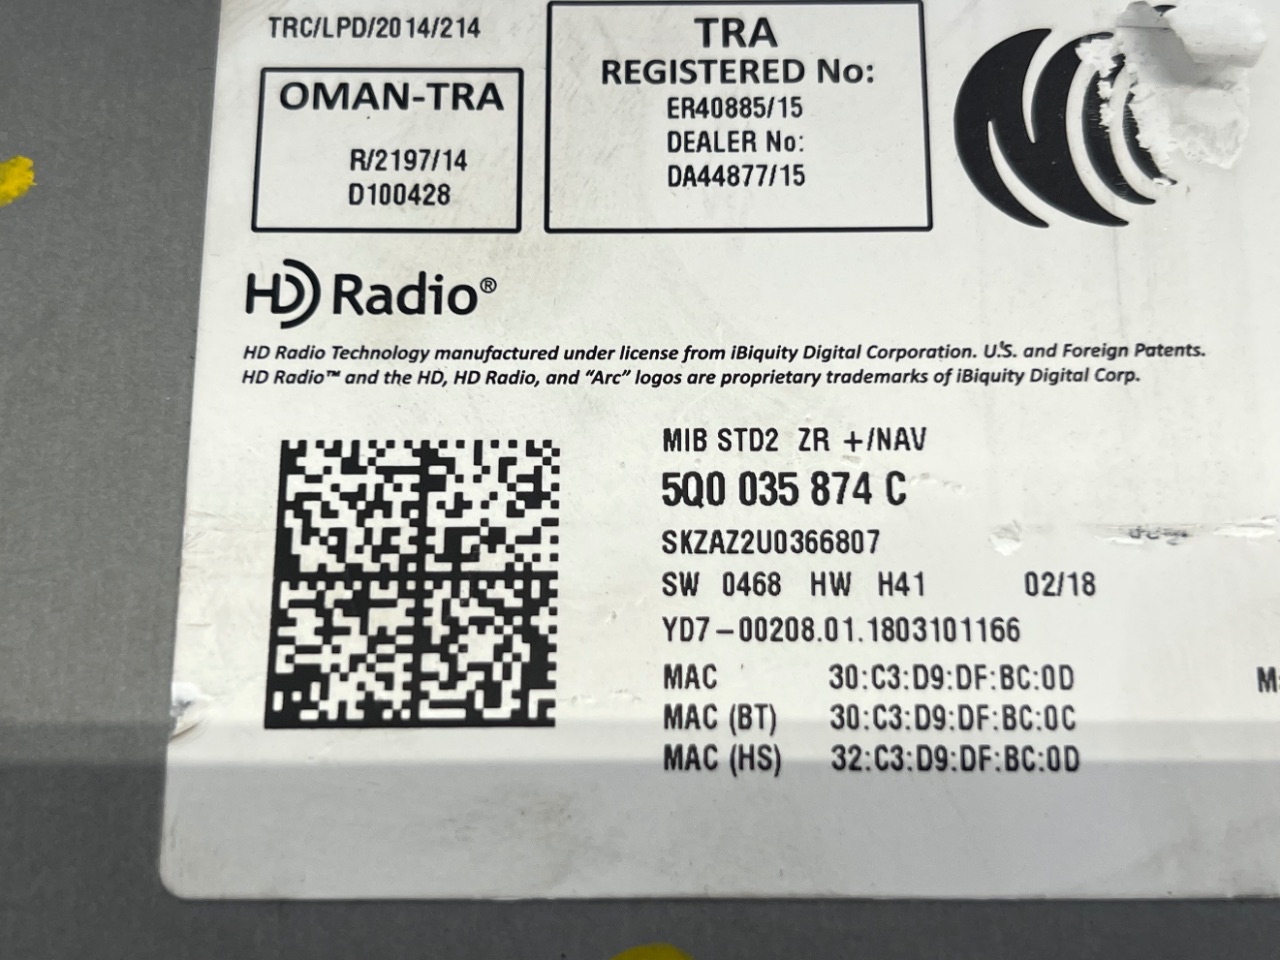 TRC/LPD/2014/214
OMAN-TRA
R/2197/14
D100428
TRA
REGISTERED No:
ER40885/15
DEALER No:
DA44877/15
HD Radio®
HD Radio Technology manufactured under license from iBiquity Digital Corporation. U.S. and Foreign Patents.
HD Radio™ and the HD, HD Radio, and “Arc” logos are proprietary trademarks of iBiquity Digital Corp.
MIB STD2 ZR +/NAV
5Q0 035 874 C
SKZAZ2U0366807
SW 0468 HW H41 02/18
YD7-00208.01.1803101166
MAC 30:C3:D9:DF:BC:0D
MAC (BT) 30:C3:D9:DF:BC:0C
MAC (HS) 32:C3:D9:DF:BC:0D